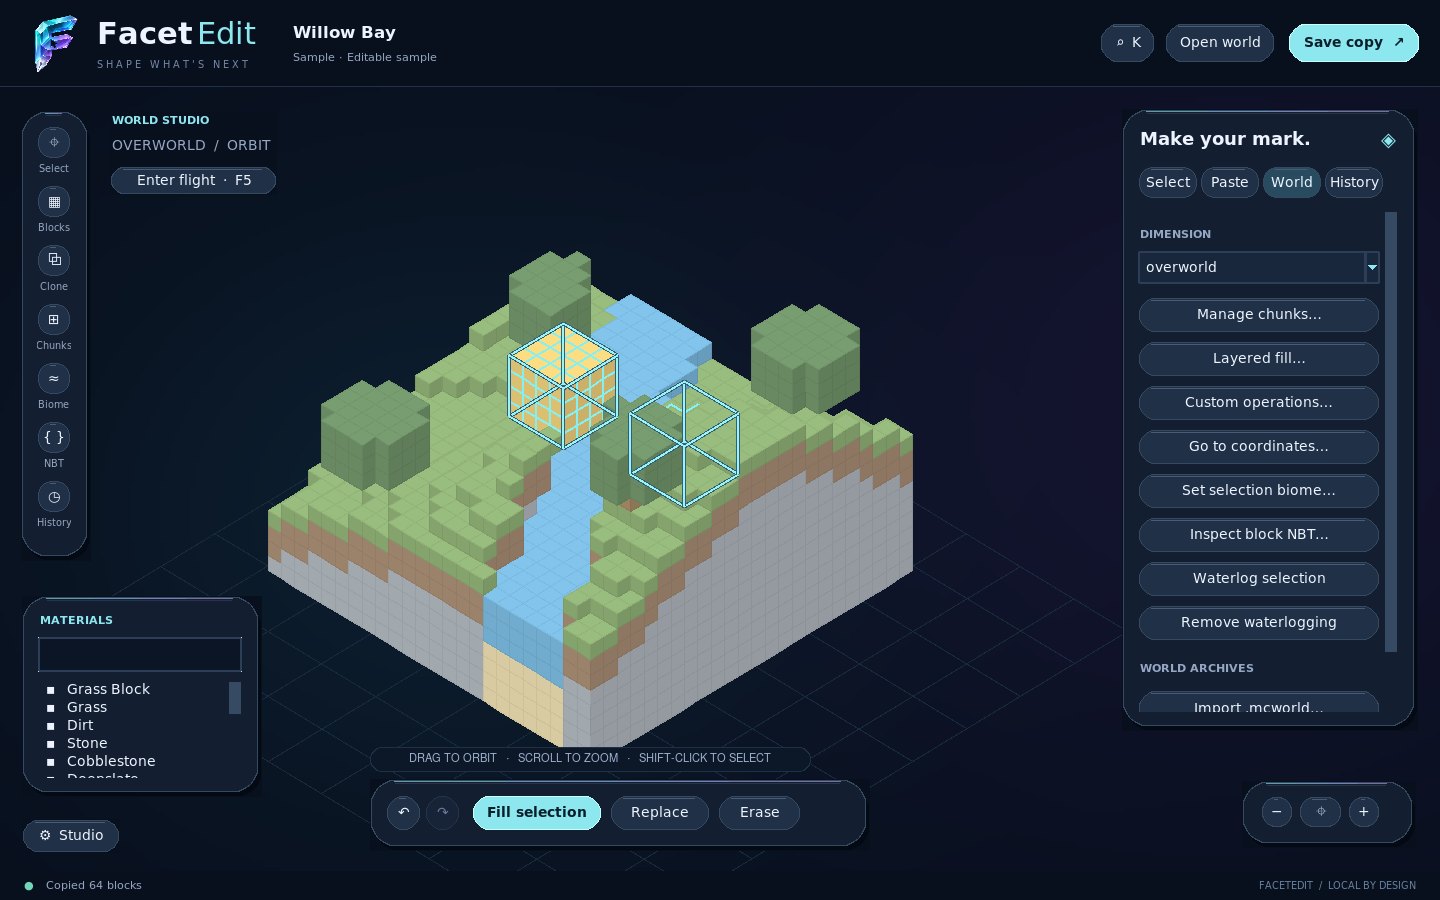 FacetEdit
SHAPE WHAT'S NEXT
Willow Bay
Sample · Editable sample
⌕ K
Open world
Save copy ↗
Select
Blocks
Clone
Chunks
Biome
{ }
NBT
History
WORLD STUDIO
OVERWORLD / ORBIT
Enter flight · F5
Make your mark.
Select Paste World History
DIMENSION
overworld
Manage chunks...
Layered fill...
Custom operations...
Go to coordinates...
Set selection biome...
Inspect block NBT...
Waterlog selection
Remove waterlogging
WORLD ARCHIVES
Import .mcworld...
MATERIALS
Grass Block
Grass
Dirt
Stone
Cobblestone
Deepslate
DRAG TO ORBIT · SCROLL TO ZOOM · SHIFT-CLICK TO SELECT
Fill selection Replace Erase
− +
Studio
Copied 64 blocks
FACETEDIT / LOCAL BY DESIGN